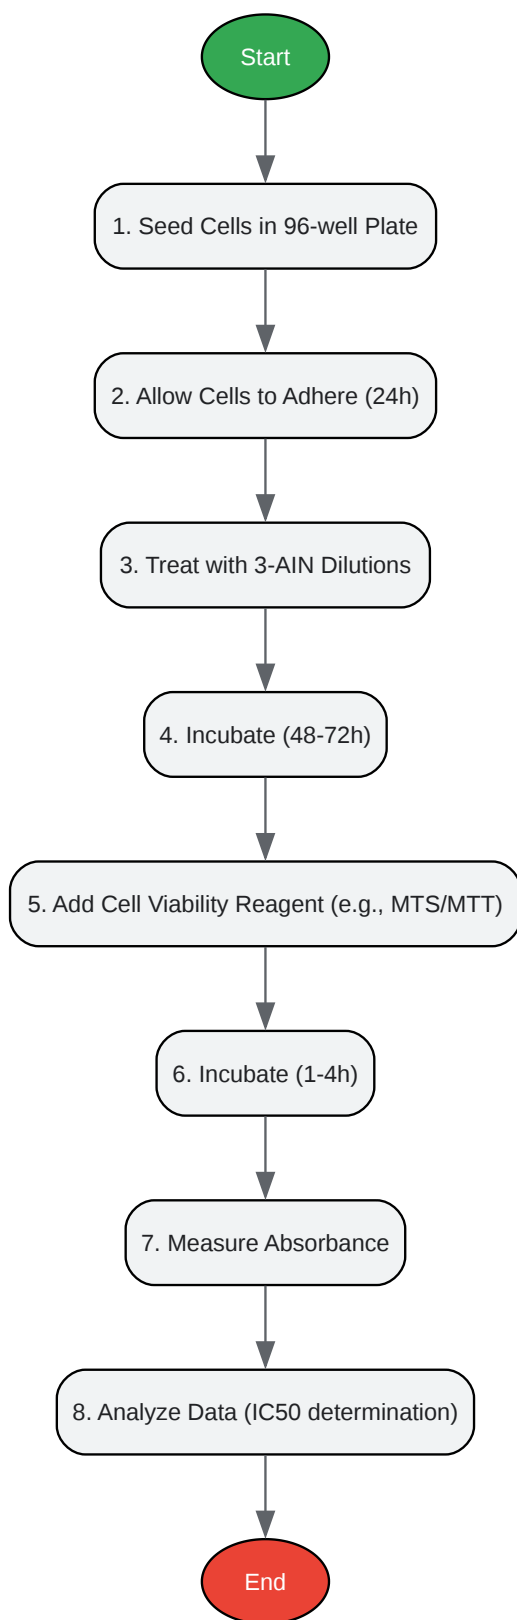 Start
1. Seed Cells in 96-well Plate
2. Allow Cells to Adhere (24h)
3. Treat with 3-AIN Dilutions
4. Incubate (48-72h)
5. Add Cell Viability Reagent (e.g., MTS/MTT)
6. Incubate (1-4h)
7. Measure Absorbance
8. Analyze Data (IC50 determination)
End